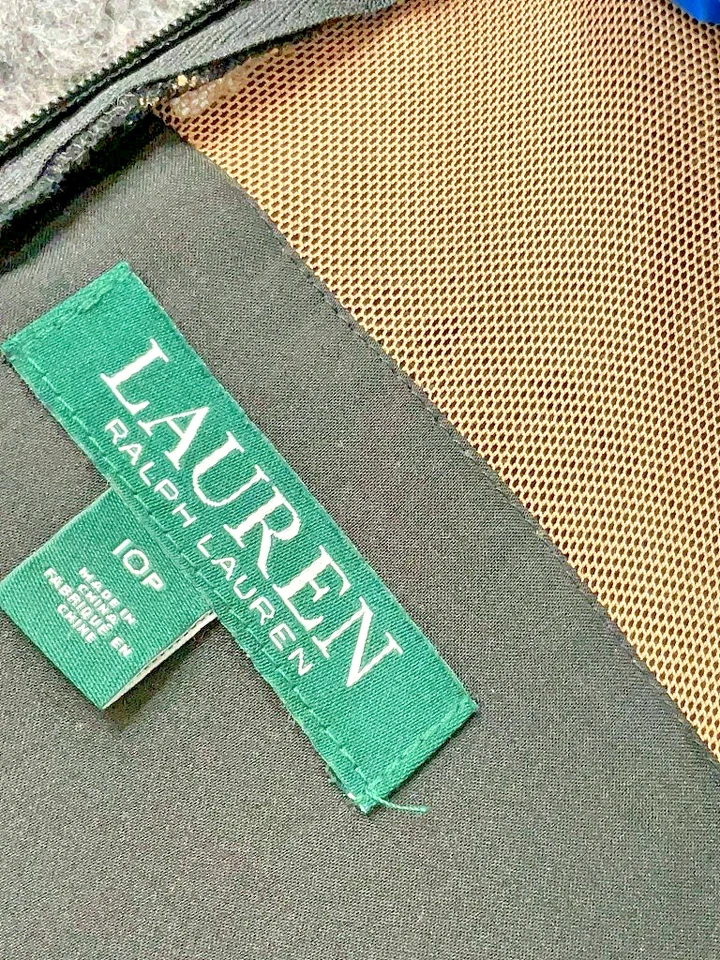 LAUREN
RALPH LAUREN
10P
MADE IN
CHINA
FABRIQUÉ EN
CHINE